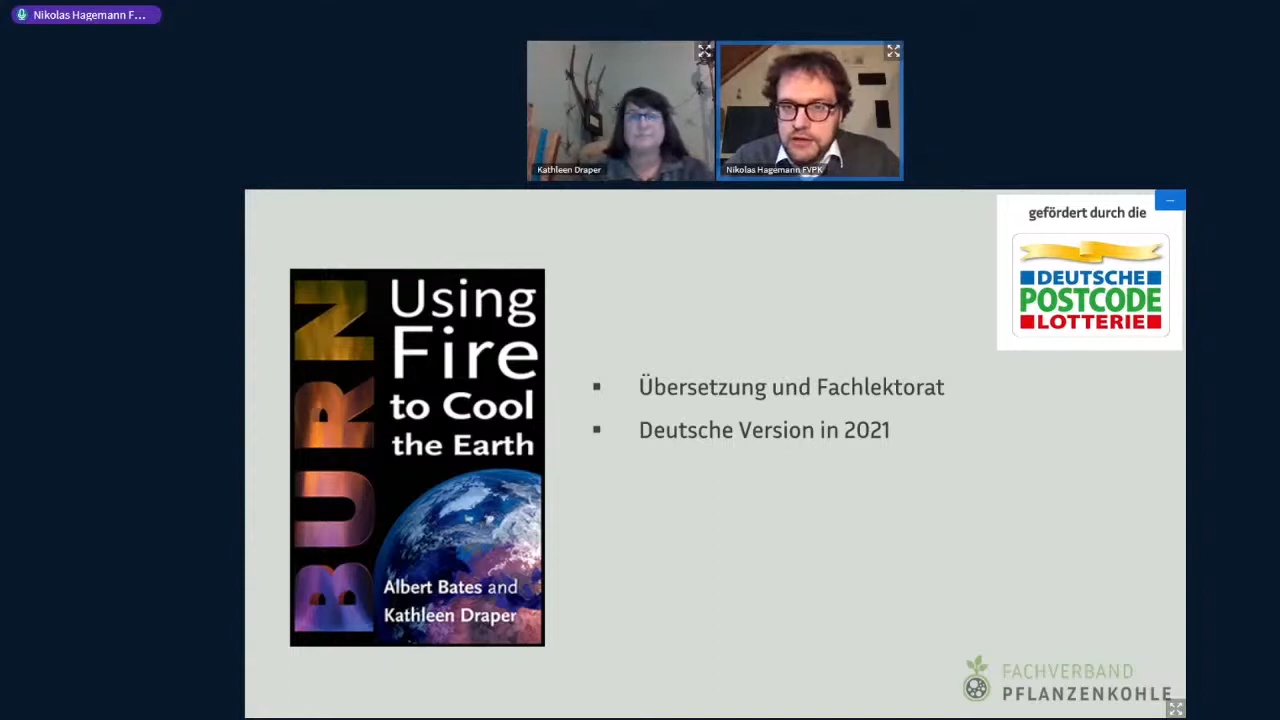 Nikolas Hagemann F...
Kathleen Draper
Nikolas Hagemann FVPK
gefördert durch die
DEUTSCHE
POSTCODE
LOTTERIE
BURN
Using
Fire
to Cool
the Earth
Albert Bates and
Kathleen Draper
▪ Übersetzung und Fachlektorat
▪ Deutsche Version in 2021
FACHVERBAND
PFLANZENKOHLE